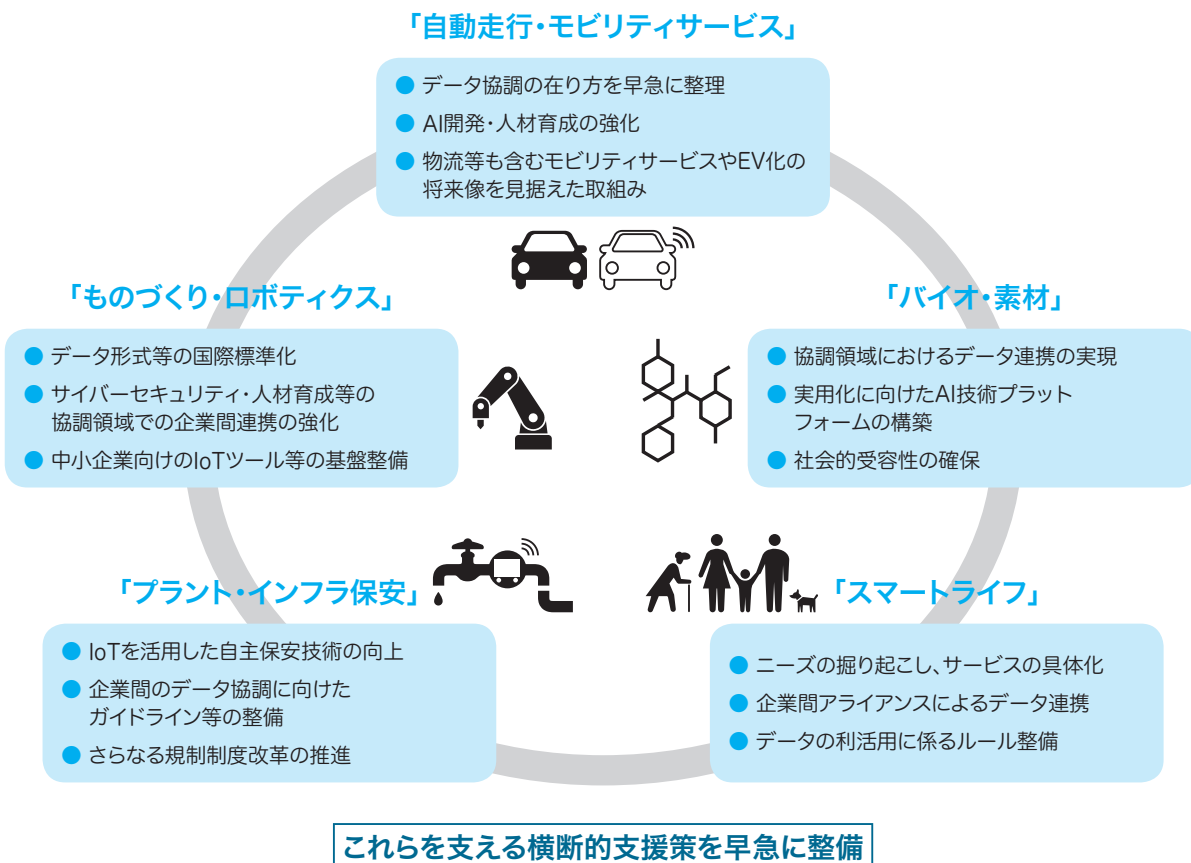 「自動走行・モビリティサービス」
● データ協調の在り方を早急に整理
● AI開発・人材育成の強化
● 物流等も含むモビリティサービスやEV化の
将来像を見据えた取組み
「ものづくり・ロボティクス」
● データ形式等の国際標準化
● サイバーセキュリティ・人材育成等の
協調領域での企業間連携の強化
● 中小企業向けのIoTツール等の基盤整備
「バイオ・素材」
● 協調領域におけるデータ連携の実現
● 実用化に向けたAI技術プラット
フォームの構築
● 社会的受容性の確保
「プラント・インフラ保安」
● IoTを活用した自主保安技術の向上
● 企業間のデータ協調に向けた
ガイドライン等の整備
● さらなる規制制度改革の推進
「スマートライフ」
● ニーズの掘り起こし、サービスの具体化
● 企業間アライアンスによるデータ連携
● データの利活用に係るルール整備
これらを支える横断的支援策を早急に整備